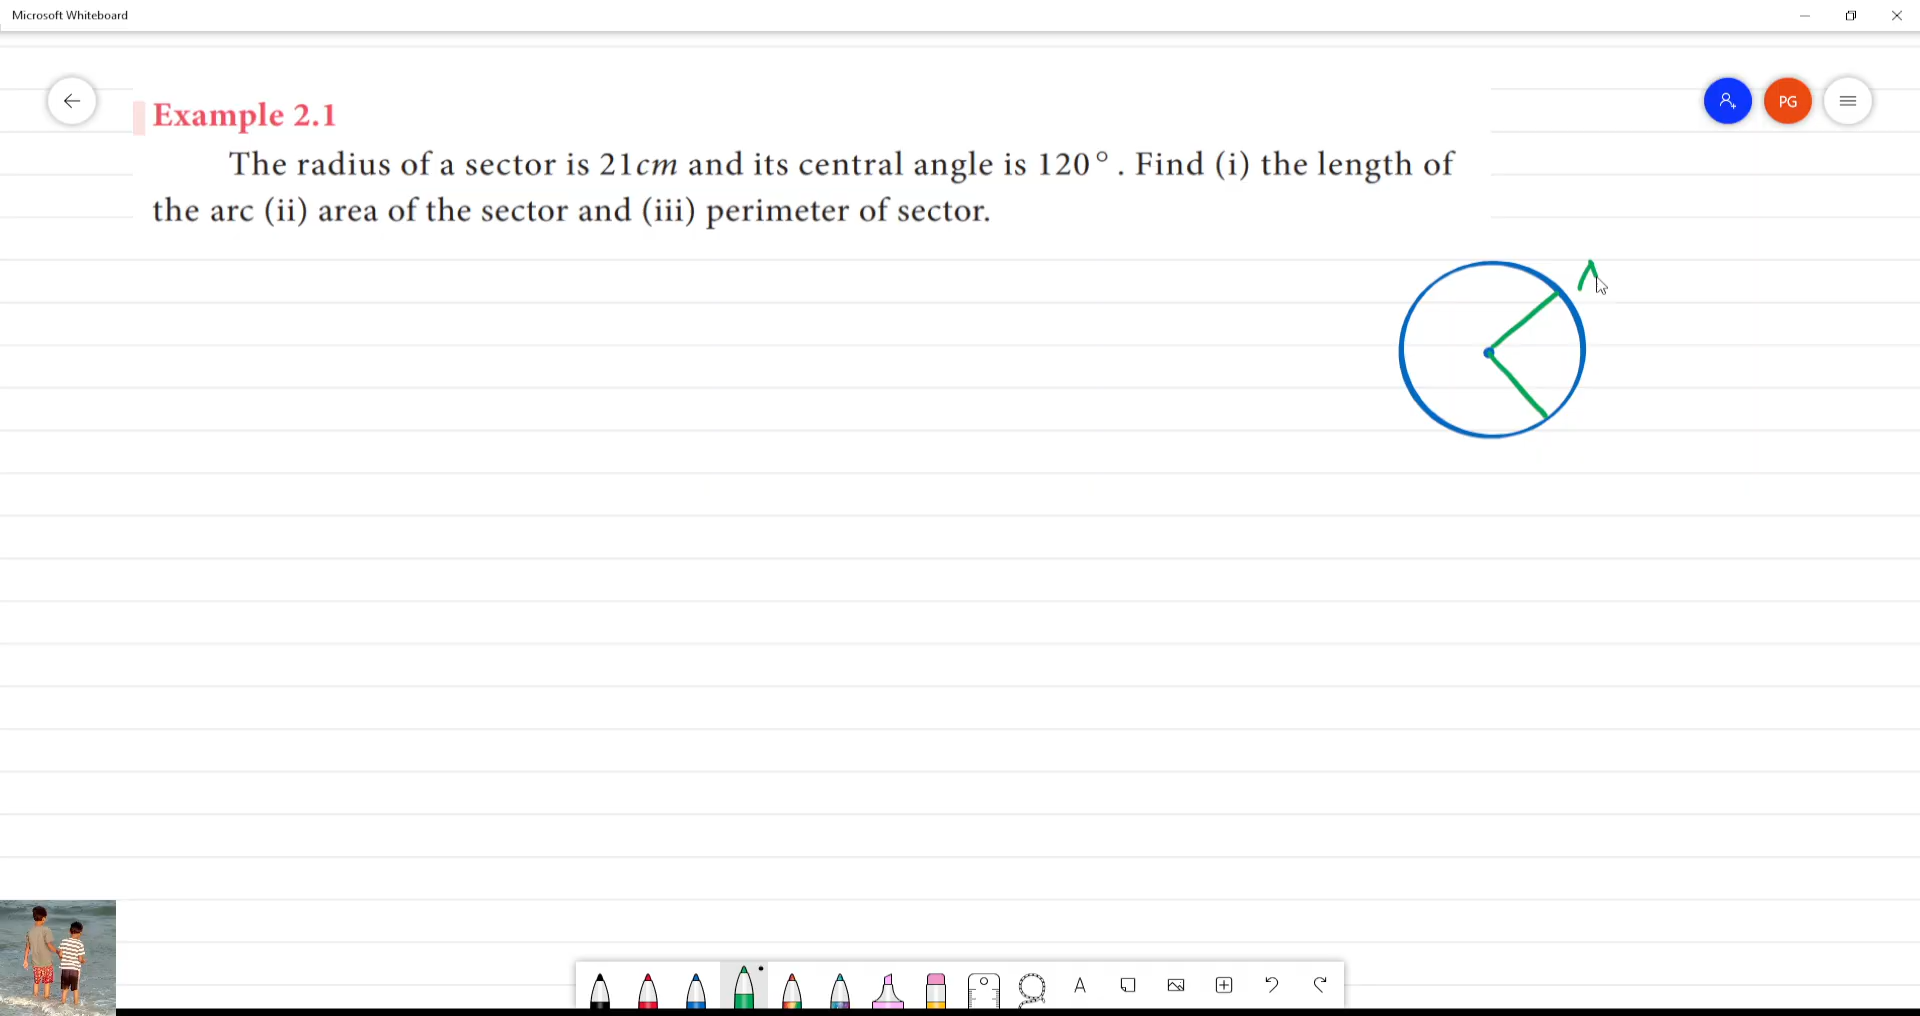 Microsoft Whiteboard
PG
Example 2.1
The radius of a sector is 21cm and its central angle is 120°. Find (i) the length of
the arc (ii) area of the sector and (iii) perimeter of sector.
A